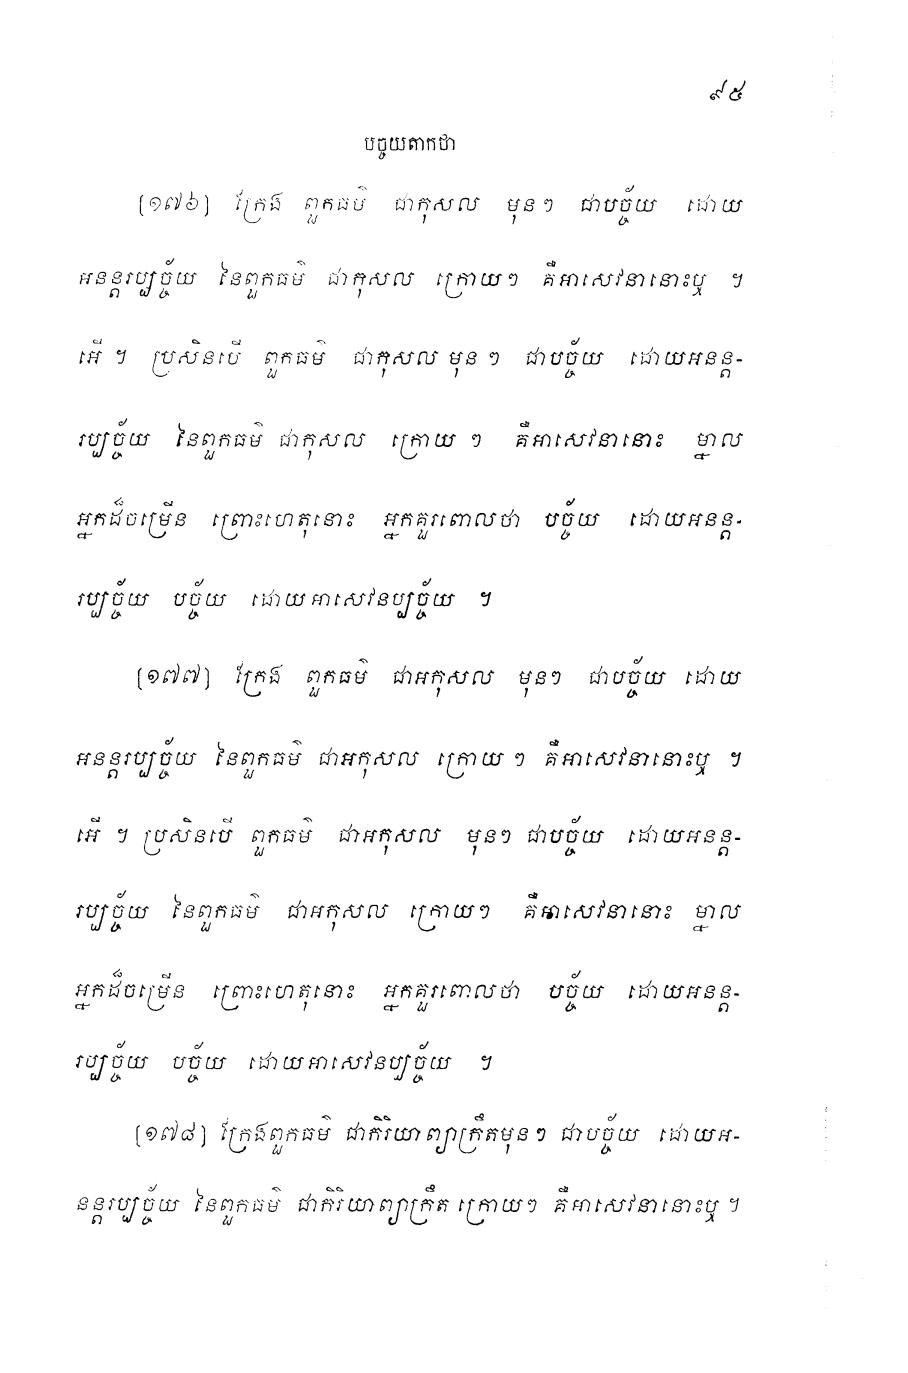 ៩៥
បច្ចយតាកថា
[១៧៦] ក្រែង ពួកធម៌ ជាកុសល មុនៗ ជាបច្ច័យ ដោយ
អនន្តរប្បច្ច័យ នៃពួកធម៌ ជាកុសល ក្រោយៗ គឺអាសេវនានោះឬ ។
អើ ។ ប្រសិនបើ ពួកធម៌ ជាកុសល មុនៗ ជាបច្ច័យ ដោយអនន្ត-
រប្បច្ច័យ នៃពួកធម៌ ជាកុសល ក្រោយៗ គឺអាសេវនានោះ ម្នាល
អ្នកដ៏ចម្រើន ព្រោះហេតុនោះ អ្នកគួរពោលថា បច្ច័យ ដោយអនន្ត-
រប្បច្ច័យ បច្ច័យ ដោយអាសេវនប្បច្ច័យ ។
[១៧៧] ក្រែង ពួកធម៌ ជាអកុសល មុនៗ ជាបច្ច័យ ដោយ
អនន្តរប្បច្ច័យ នៃពួកធម៌ ជាអកុសល ក្រោយៗ គឺអាសេវនានោះឬ ។
អើ ។ ប្រសិនបើ ពួកធម៌ ជាអកុសល មុនៗ ជាបច្ច័យ ដោយអនន្ត-
រប្បច្ច័យ នៃពួកធម៌ ជាអកុសល ក្រោយៗ គឺអាសេវនានោះ ម្នាល
អ្នកដ៏ចម្រើន ព្រោះហេតុនោះ អ្នកគួរពោលថា បច្ច័យ ដោយអនន្ត-
រប្បច្ច័យ បច្ច័យ ដោយអាសេវនប្បច្ច័យ ។
[១៧៨] ក្រែងពួកធម៌ ជាកិរិយាព្យាក្រឹតមុនៗ ជាបច្ច័យ ដោយអ-
នន្តរប្បច្ច័យ នៃពួកធម៌ ជាកិរិយាព្យាក្រឹត ក្រោយៗ គឺអាសេវនានោះឬ ។